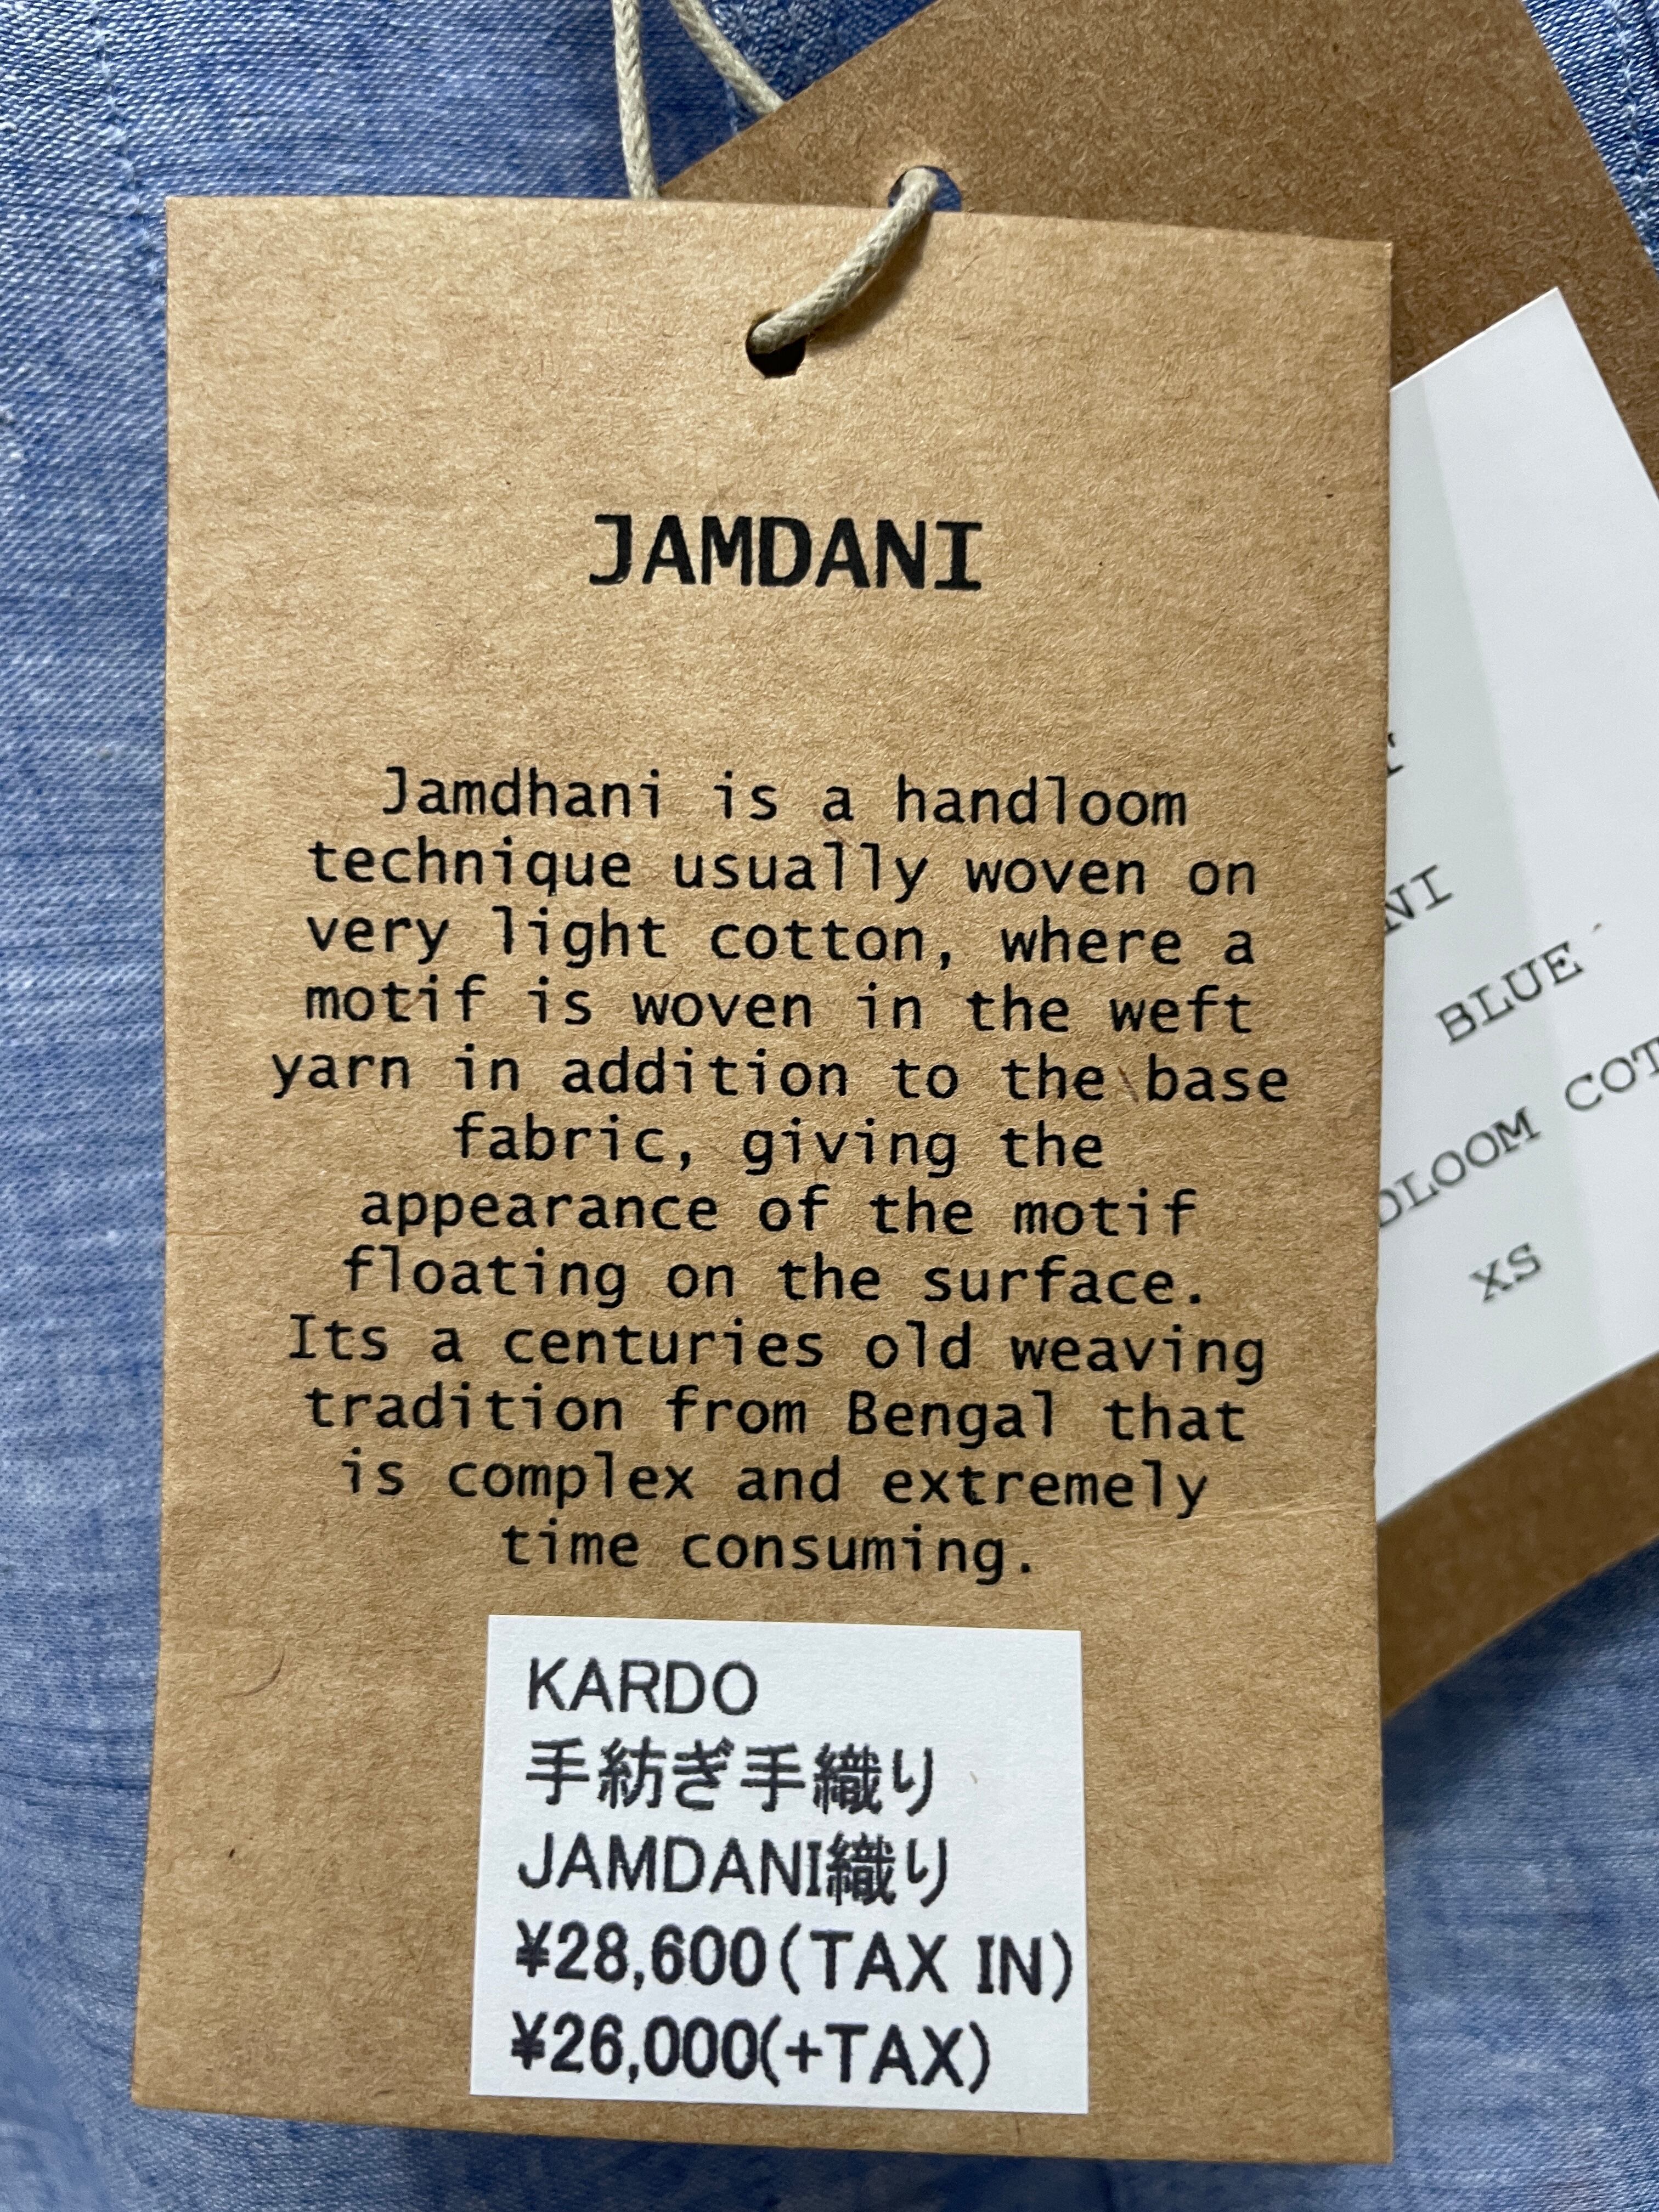 JAMDANI
Jamdhani is a handloom
technique usually woven on
very light cotton, where a
motif is woven in the weft
yarn in addition to the base
fabric, giving the
appearance of the motif
floating on the surface.
Its a centuries old weaving
tradition from Bengal that
is complex and extremely
time consuming.
KARDO
手紡ぎ手織り
JAMDANI織り
¥28,600(TAX IN)
¥26,000(+TAX)
BLUE
XS